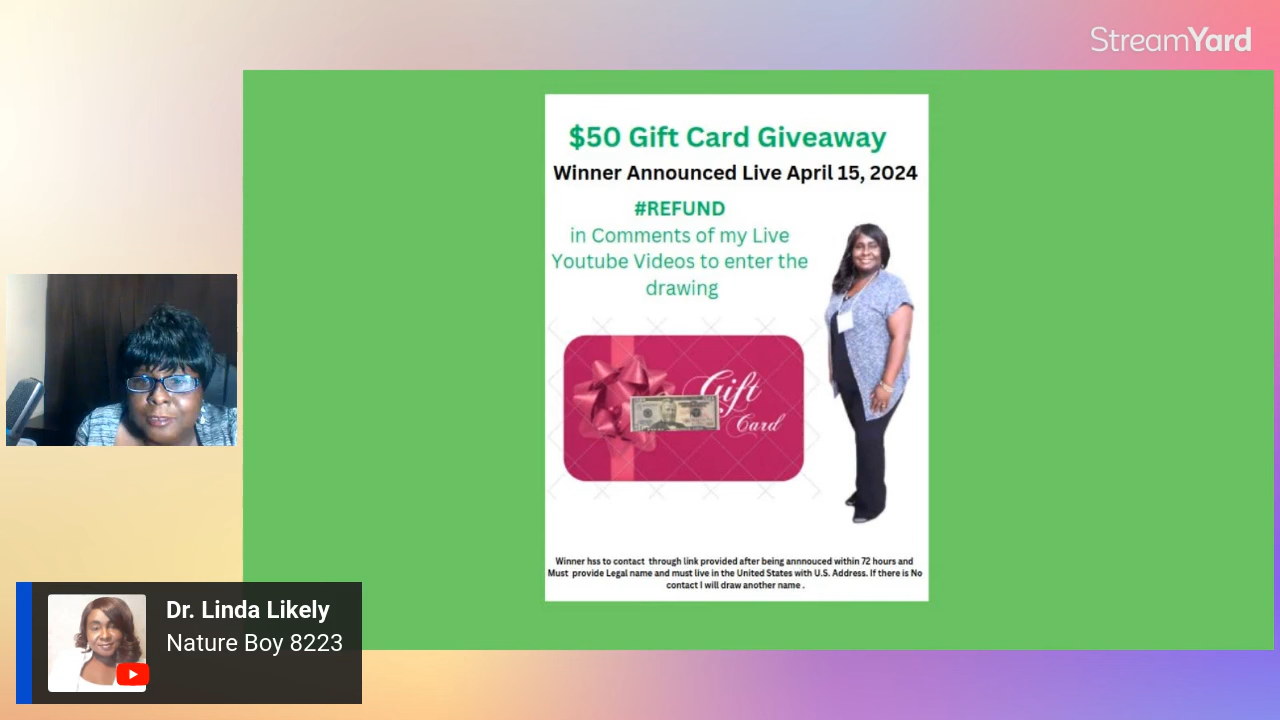 StreamYard
$50 Gift Card Giveaway
Winner Announced Live April 15, 2024
#REFUND
in Comments of my Live
Youtube Videos to enter the
drawing
Gift
Card
Winner hss to contact through link provided after being annnouced within 72 hours and
Must provide Legal name and must live in the United States with U.S. Address. If there is No
contact I will draw another name .
Dr. Linda Likely
Nature Boy 8223